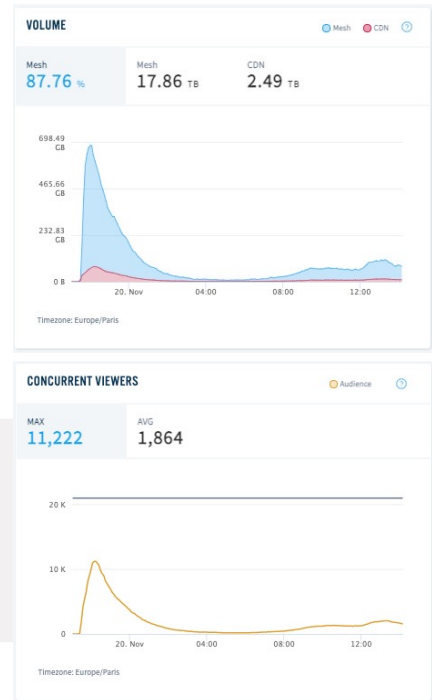 VOLUME
Mesh CDN ?
Mesh Mesh CDN
87.76 % 17.86 TB 2.49 TB
698.49
GB
465.66
GB
232.83
GB
0 B
20. Nov 04:00 08:00 12:00
Timezone: Europe/Paris
CONCURRENT VIEWERS
Audience ?
MAX AVG
11,222 1,864
20 K
10 K
0
20. Nov 04:00 08:00 12:00
Timezone: Europe/Paris